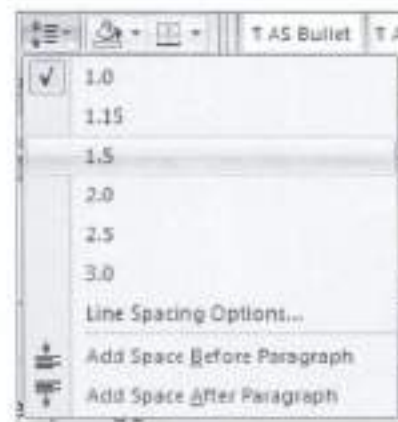 T AS Bullet
1.0
1.15
1.5
2.0
2.5
3.0
Line Spacing Options...
Add Space Before Paragraph
Add Space After Paragraph